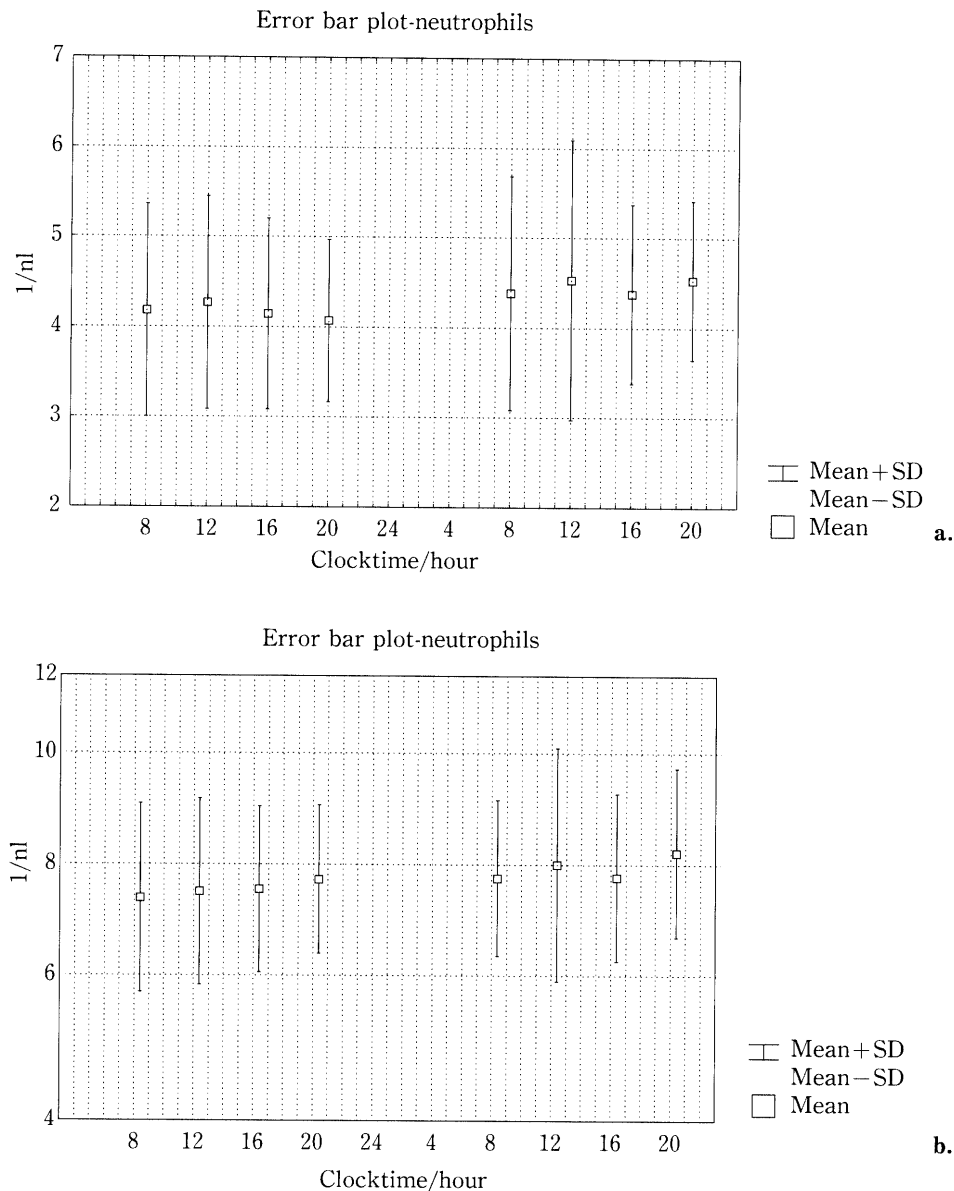 Error bar plot-neutrophils
7
6
5
4
3
2
1/nl
8 12 16 20 24 4 8 12 16 20
Clocktime/hour
Mean+SD
Mean−SD
Mean
a.
Error bar plot-neutrophils
12
10
8
6
4
1/nl
8 12 16 20 24 4 8 12 16 20
Clocktime/hour
Mean+SD
Mean−SD
Mean
b.